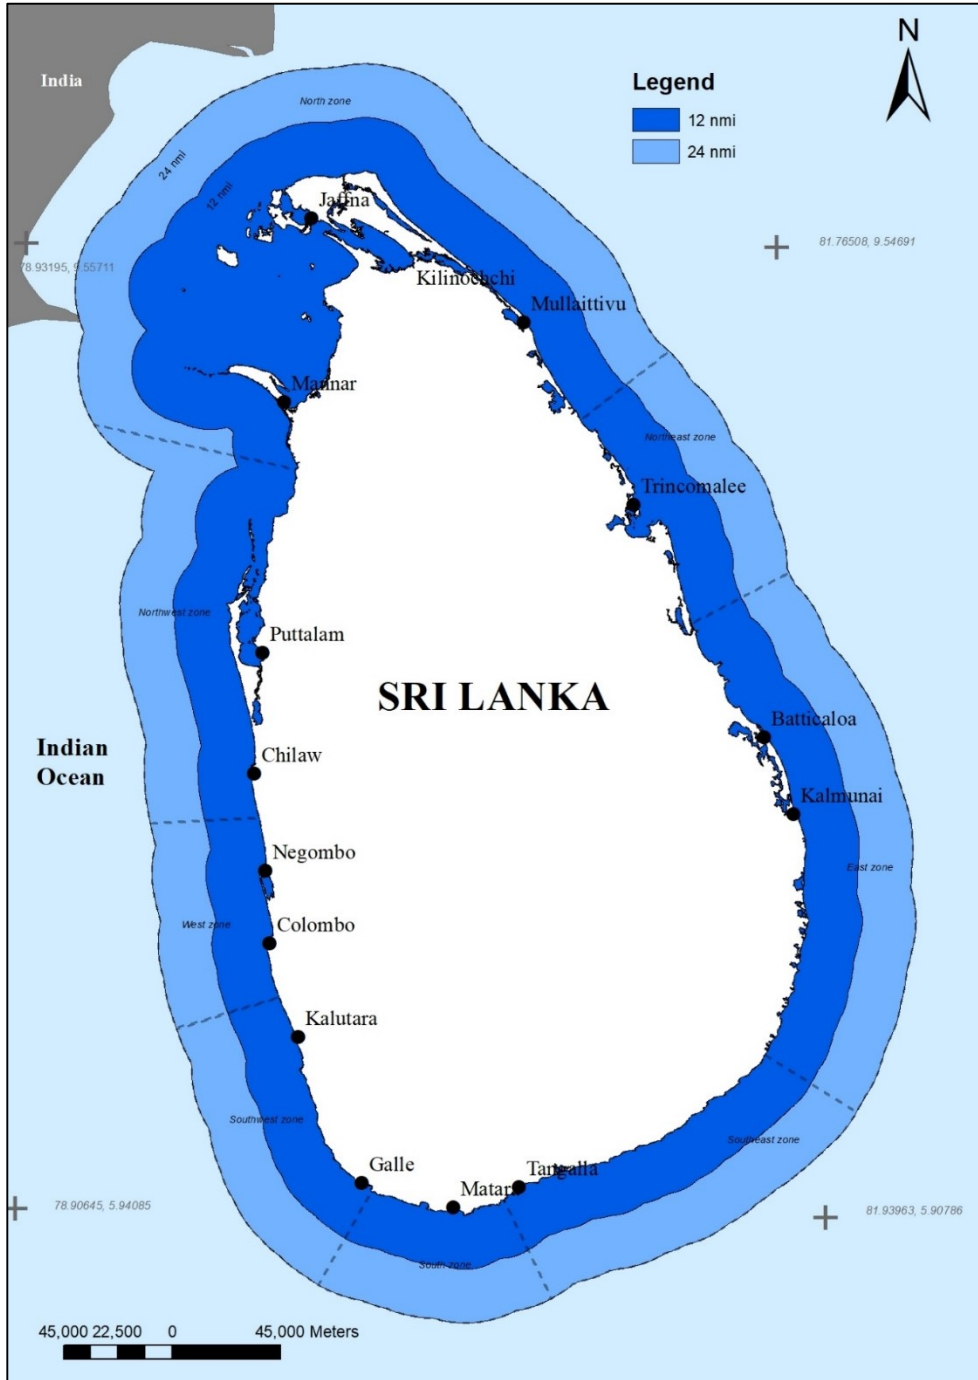 N
India
Legend
12 nmi
24 nmi
North zone
24 nmi
12 nmi
Jaffna
81.76508, 9.54691
78.93195, 9.55711
Kilinochchi
Mullaittivu
Mannar
Northeast zone
Trincomalee
Northwest zone
Puttalam
SRI LANKA
Batticaloa
Indian
Ocean
Chilaw
Kalmunai
Negombo
East zone
West zone
Colombo
Kalutara
Southwest zone
Southeast zone
Galle
Tangalla
Matara
78.90645, 5.94085
81.93963, 5.90786
South zone
45,000 22,500 0 45,000 Meters